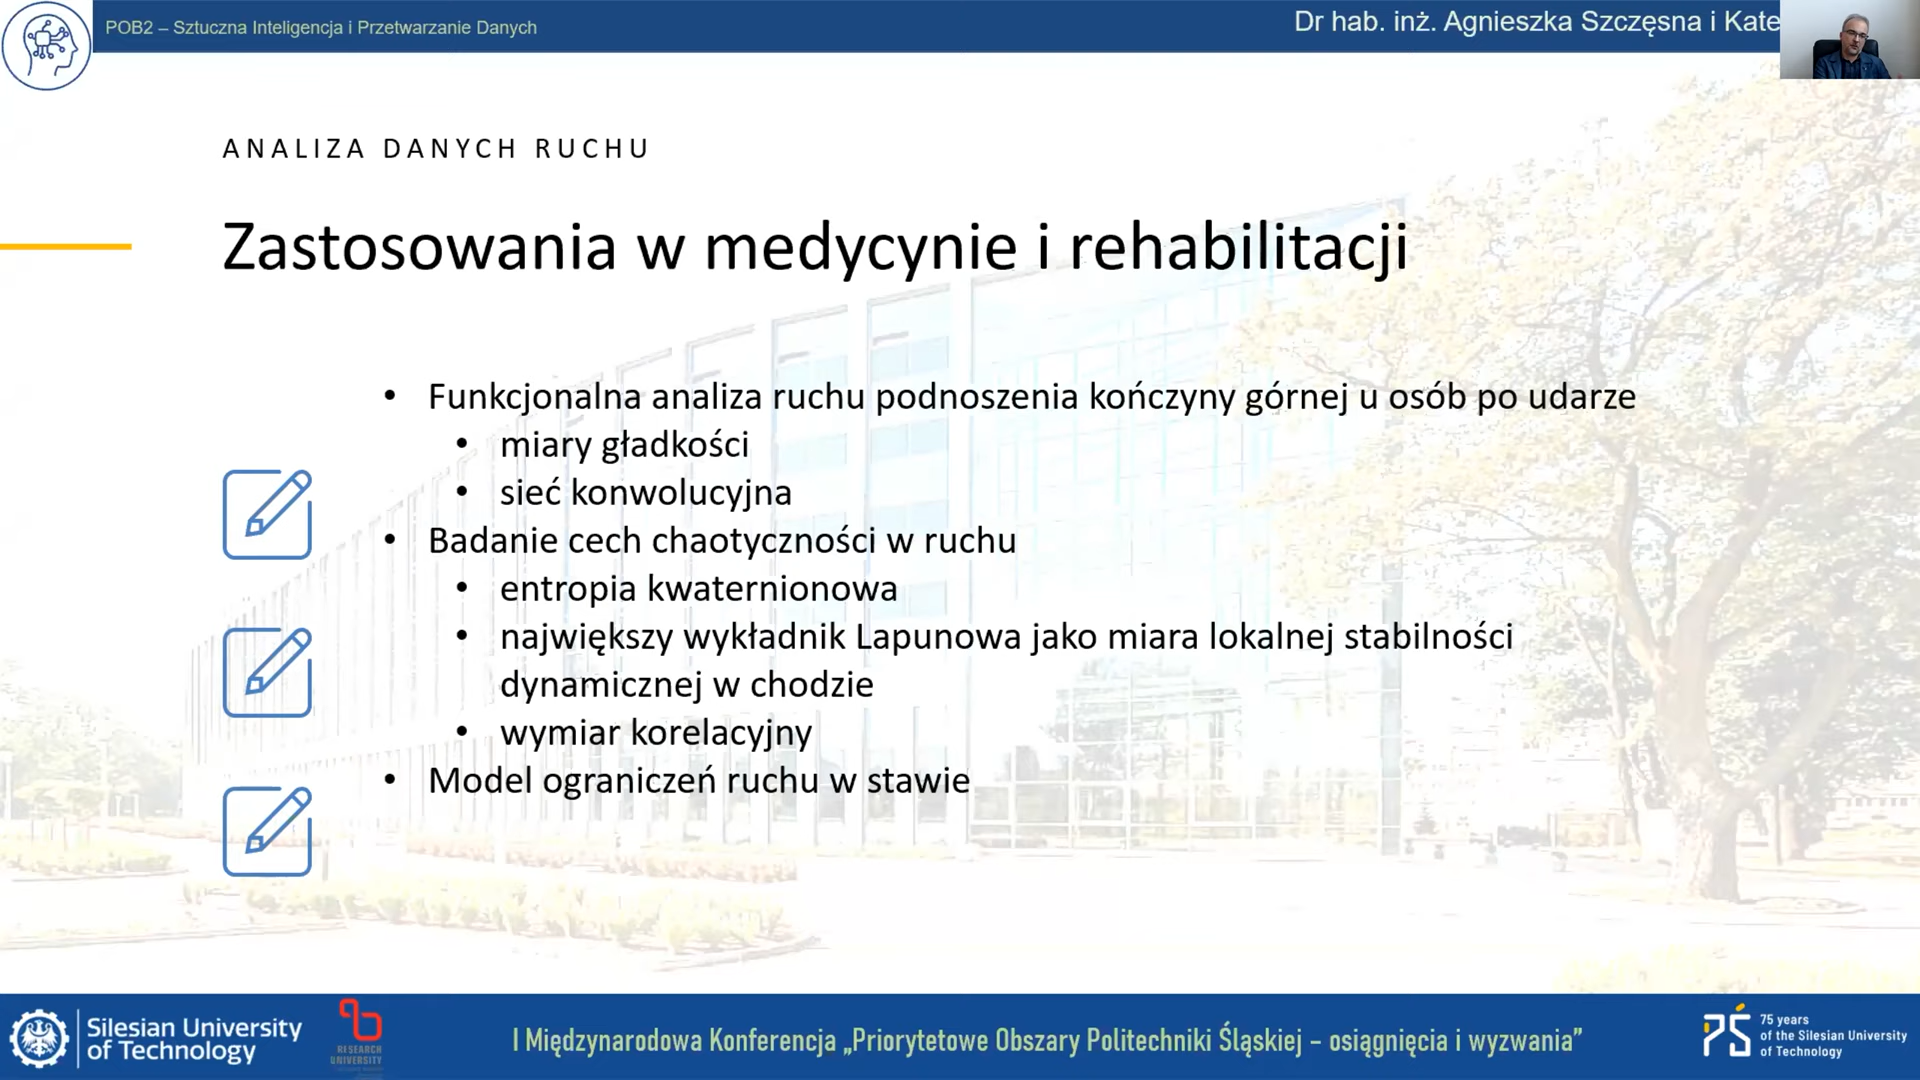 POB2 – Sztuczna Inteligencja i Przetwarzanie Danych
Dr hab. inż. Agnieszka Szczęsna i Kate
ANALIZA DANYCH RUCHU
Zastosowania w medycynie i rehabilitacji
• Funkcjonalna analiza ruchu podnoszenia kończyny górnej u osób po udarze
• miary gładkości
• sieć konwolucyjna
• Badanie cech chaotyczności w ruchu
• entropia kwaternionowa
• największy wykładnik Lapunowa jako miara lokalnej stabilności
dynamicznej w chodzie
• wymiar korelacyjny
• Model ograniczeń ruchu w stawie
Silesian University
of Technology
RESEARCH
UNIVERSITY
I Międzynarodowa Konferencja „Priorytetowe Obszary Politechniki Śląskiej – osiągnięcia i wyzwania”
75 years
of the Silesian University
of Technology